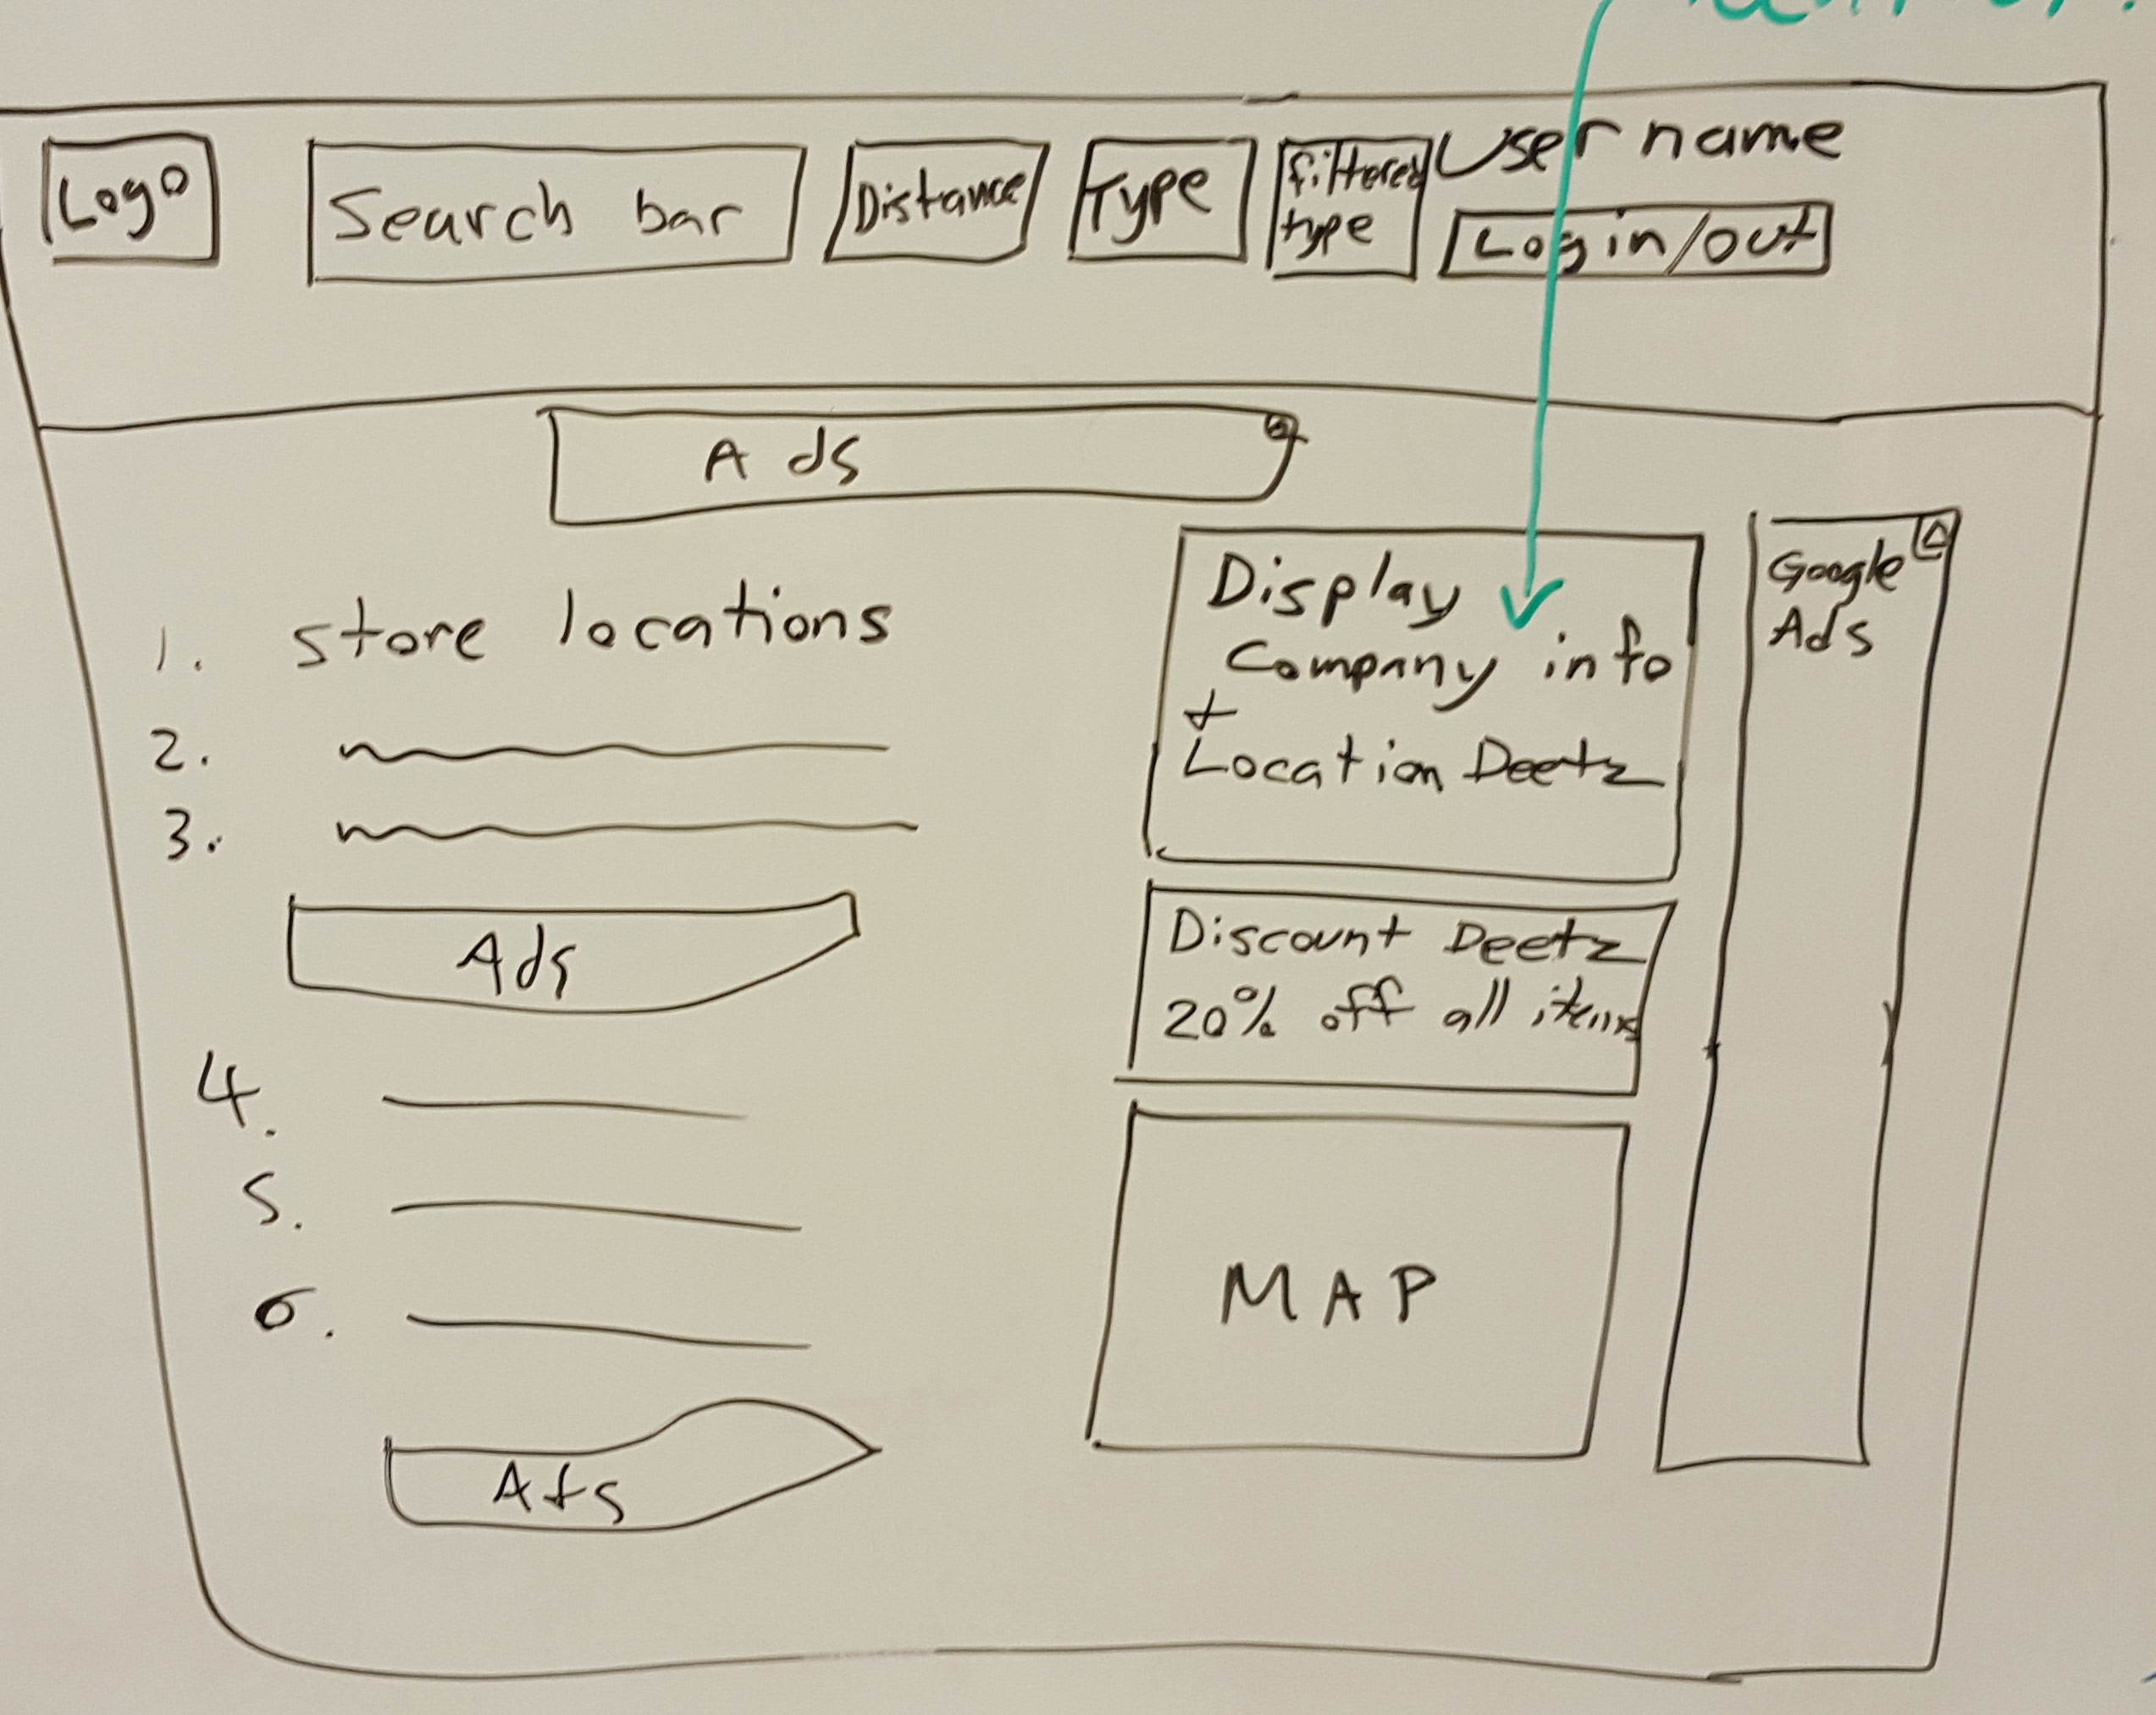 Logo
Search bar
Distance
Type
filtered
type
User name
Log in/out
Ads
1. store locations
2.
3.
Ads
4.
5.
6.
Ads
Display
Company info
+
Location Deetz
Discount Deetz
20% off all items
MAP
Google
Ads